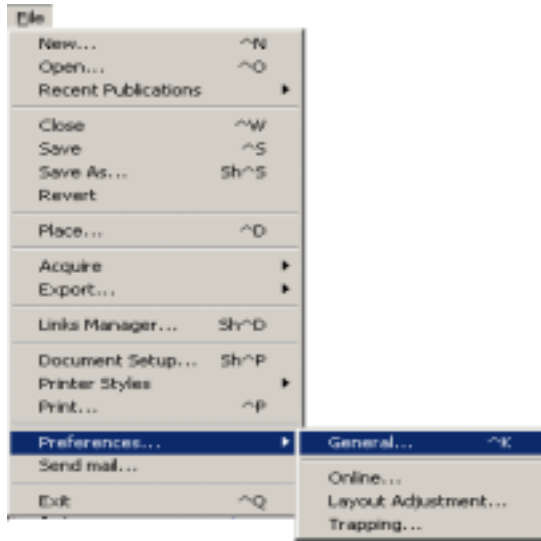 File
New... ^N
Open... ^O
Recent Publications
Close ^W
Save ^S
Save As... Sh^S
Revert
Place... ^D
Acquire
Export...
Links Manager... Sh^D
Document Setup... Sh^P
Printer Styles
Print... ^P
Preferences...
General... ^K
Send mail...
Online...
Exit ^Q
Layout Adjustment...
Trapping...